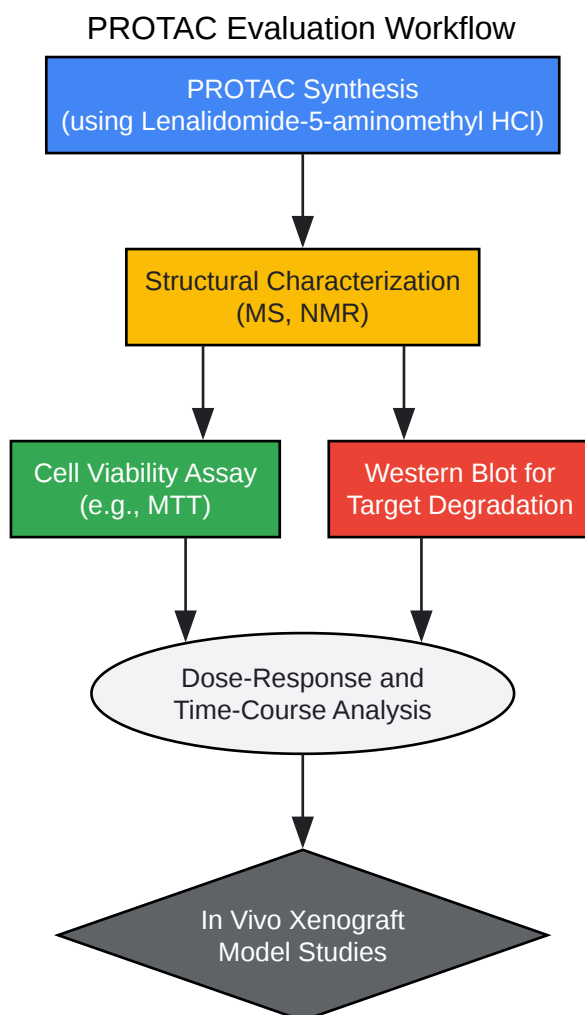 PROTAC Evaluation Workflow
PROTAC Synthesis
(using Lenalidomide-5-aminomethyl HCl)
Structural Characterization
(MS, NMR)
Cell Viability Assay
(e.g., MTT)
Western Blot for
Target Degradation
Dose-Response and
Time-Course Analysis
In Vivo Xenograft
Model Studies